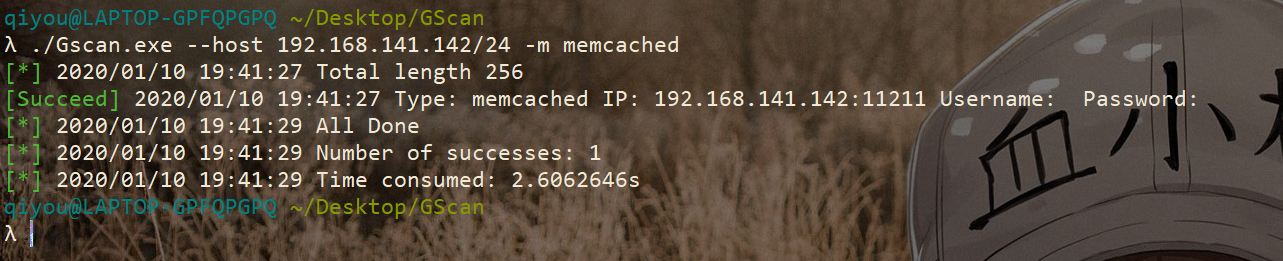 qiyou@LAPTOP-GPFQPGPQ ~/Desktop/GScan
λ ./Gscan.exe --host 192.168.141.142/24 -m memcached
[*] 2020/01/10 19:41:27 Total length 256
[Succeed] 2020/01/10 19:41:27 Type: memcached IP: 192.168.141.142:11211 Username:  Password:
[*] 2020/01/10 19:41:29 All Done
[*] 2020/01/10 19:41:29 Number of successes: 1
[*] 2020/01/10 19:41:29 Time consumed: 2.6062646s
qiyou@LAPTOP-GPFQPGPQ ~/Desktop/GScan
λ
血小